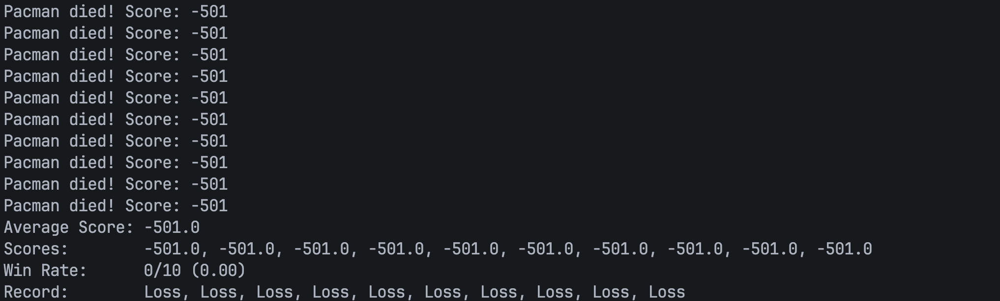 Pacman died! Score: -501
Pacman died! Score: -501
Pacman died! Score: -501
Pacman died! Score: -501
Pacman died! Score: -501
Pacman died! Score: -501
Pacman died! Score: -501
Pacman died! Score: -501
Pacman died! Score: -501
Pacman died! Score: -501
Average Score: -501.0
Scores:        -501.0, -501.0, -501.0, -501.0, -501.0, -501.0, -501.0, -501.0, -501.0, -501.0
Win Rate:      0/10 (0.00)
Record:        Loss, Loss, Loss, Loss, Loss, Loss, Loss, Loss, Loss, Loss